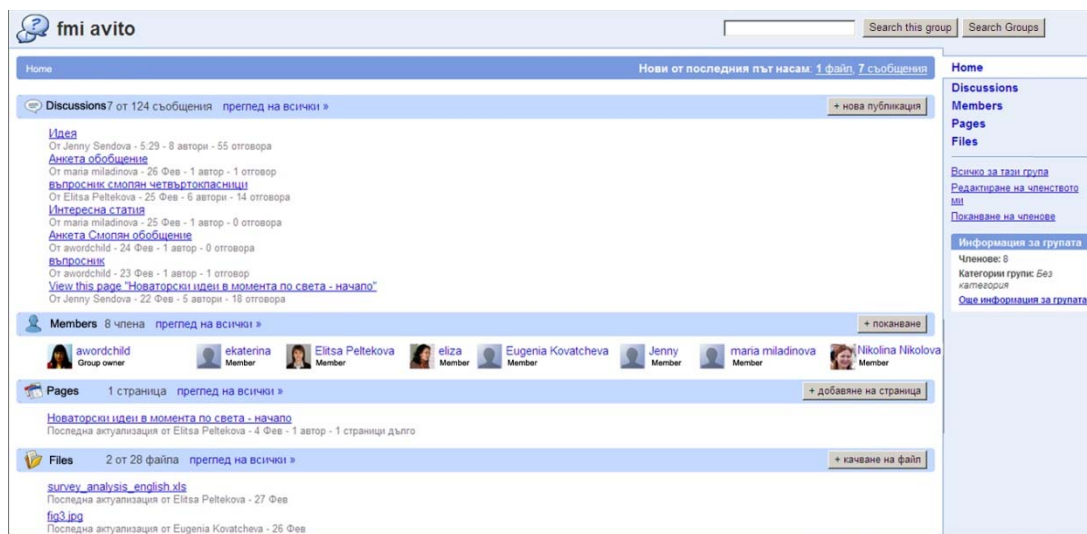 fmi avito
Search this group Search Groups
Home
Нови от последния път насам: 1 файл, 7 съобщения
Discussions 7 от 124 съобщения преглед на всички »
+ нова публикация
Идея
От Jenny Sendova - 5:29 - 8 автори - 55 отговора
Анкета обобщение
От maria miladinova - 26 Фев - 1 автор - 1 отговор
въпросник смолян четвъртокласници
От Elitsa Peltekova - 25 Фев - 6 автори - 14 отговора
Интересна статия
От maria miladinova - 25 Фев - 1 автор - 0 отговора
Анкета Смолян обобщение
От awordchild - 24 Фев - 1 автор - 0 отговора
въпросник
От awordchild - 23 Фев - 1 автор - 1 отговор
View this page "Новаторски идеи в момента по света - начало"
От Jenny Sendova - 22 Фев - 5 автори - 18 отговора
Members 8 члена преглед на всички »
+ поканване
awordchild
Group owner
ekaterina
Member
Elitsa Peltekova
Member
eliza
Member
Eugenia Kovatcheva
Member
Jenny
Member
maria miladinova
Member
Nikolina Nikolova
Member
Pages 1 страница преглед на всички »
+ добавяне на страница
Новаторски идеи в момента по света - начало
Последна актуализация от Elitsa Peltekova - 4 Фев - 1 автор - 1 страници дълго
Files 2 от 28 файла преглед на всички »
+ качване на файл
survey_analysis_english.xls
Последна актуализация от Elitsa Peltekova - 27 Фев
fig3.jpg
Последна актуализация от Eugenia Kovatcheva - 26 Фев
Home
Discussions
Members
Pages
Files
Всичко за тази група
Редактиране на членството
ми
Поканване на членове
Информация за групата
Членове: 8
Категории групи: Без
категория
Още информация за групата